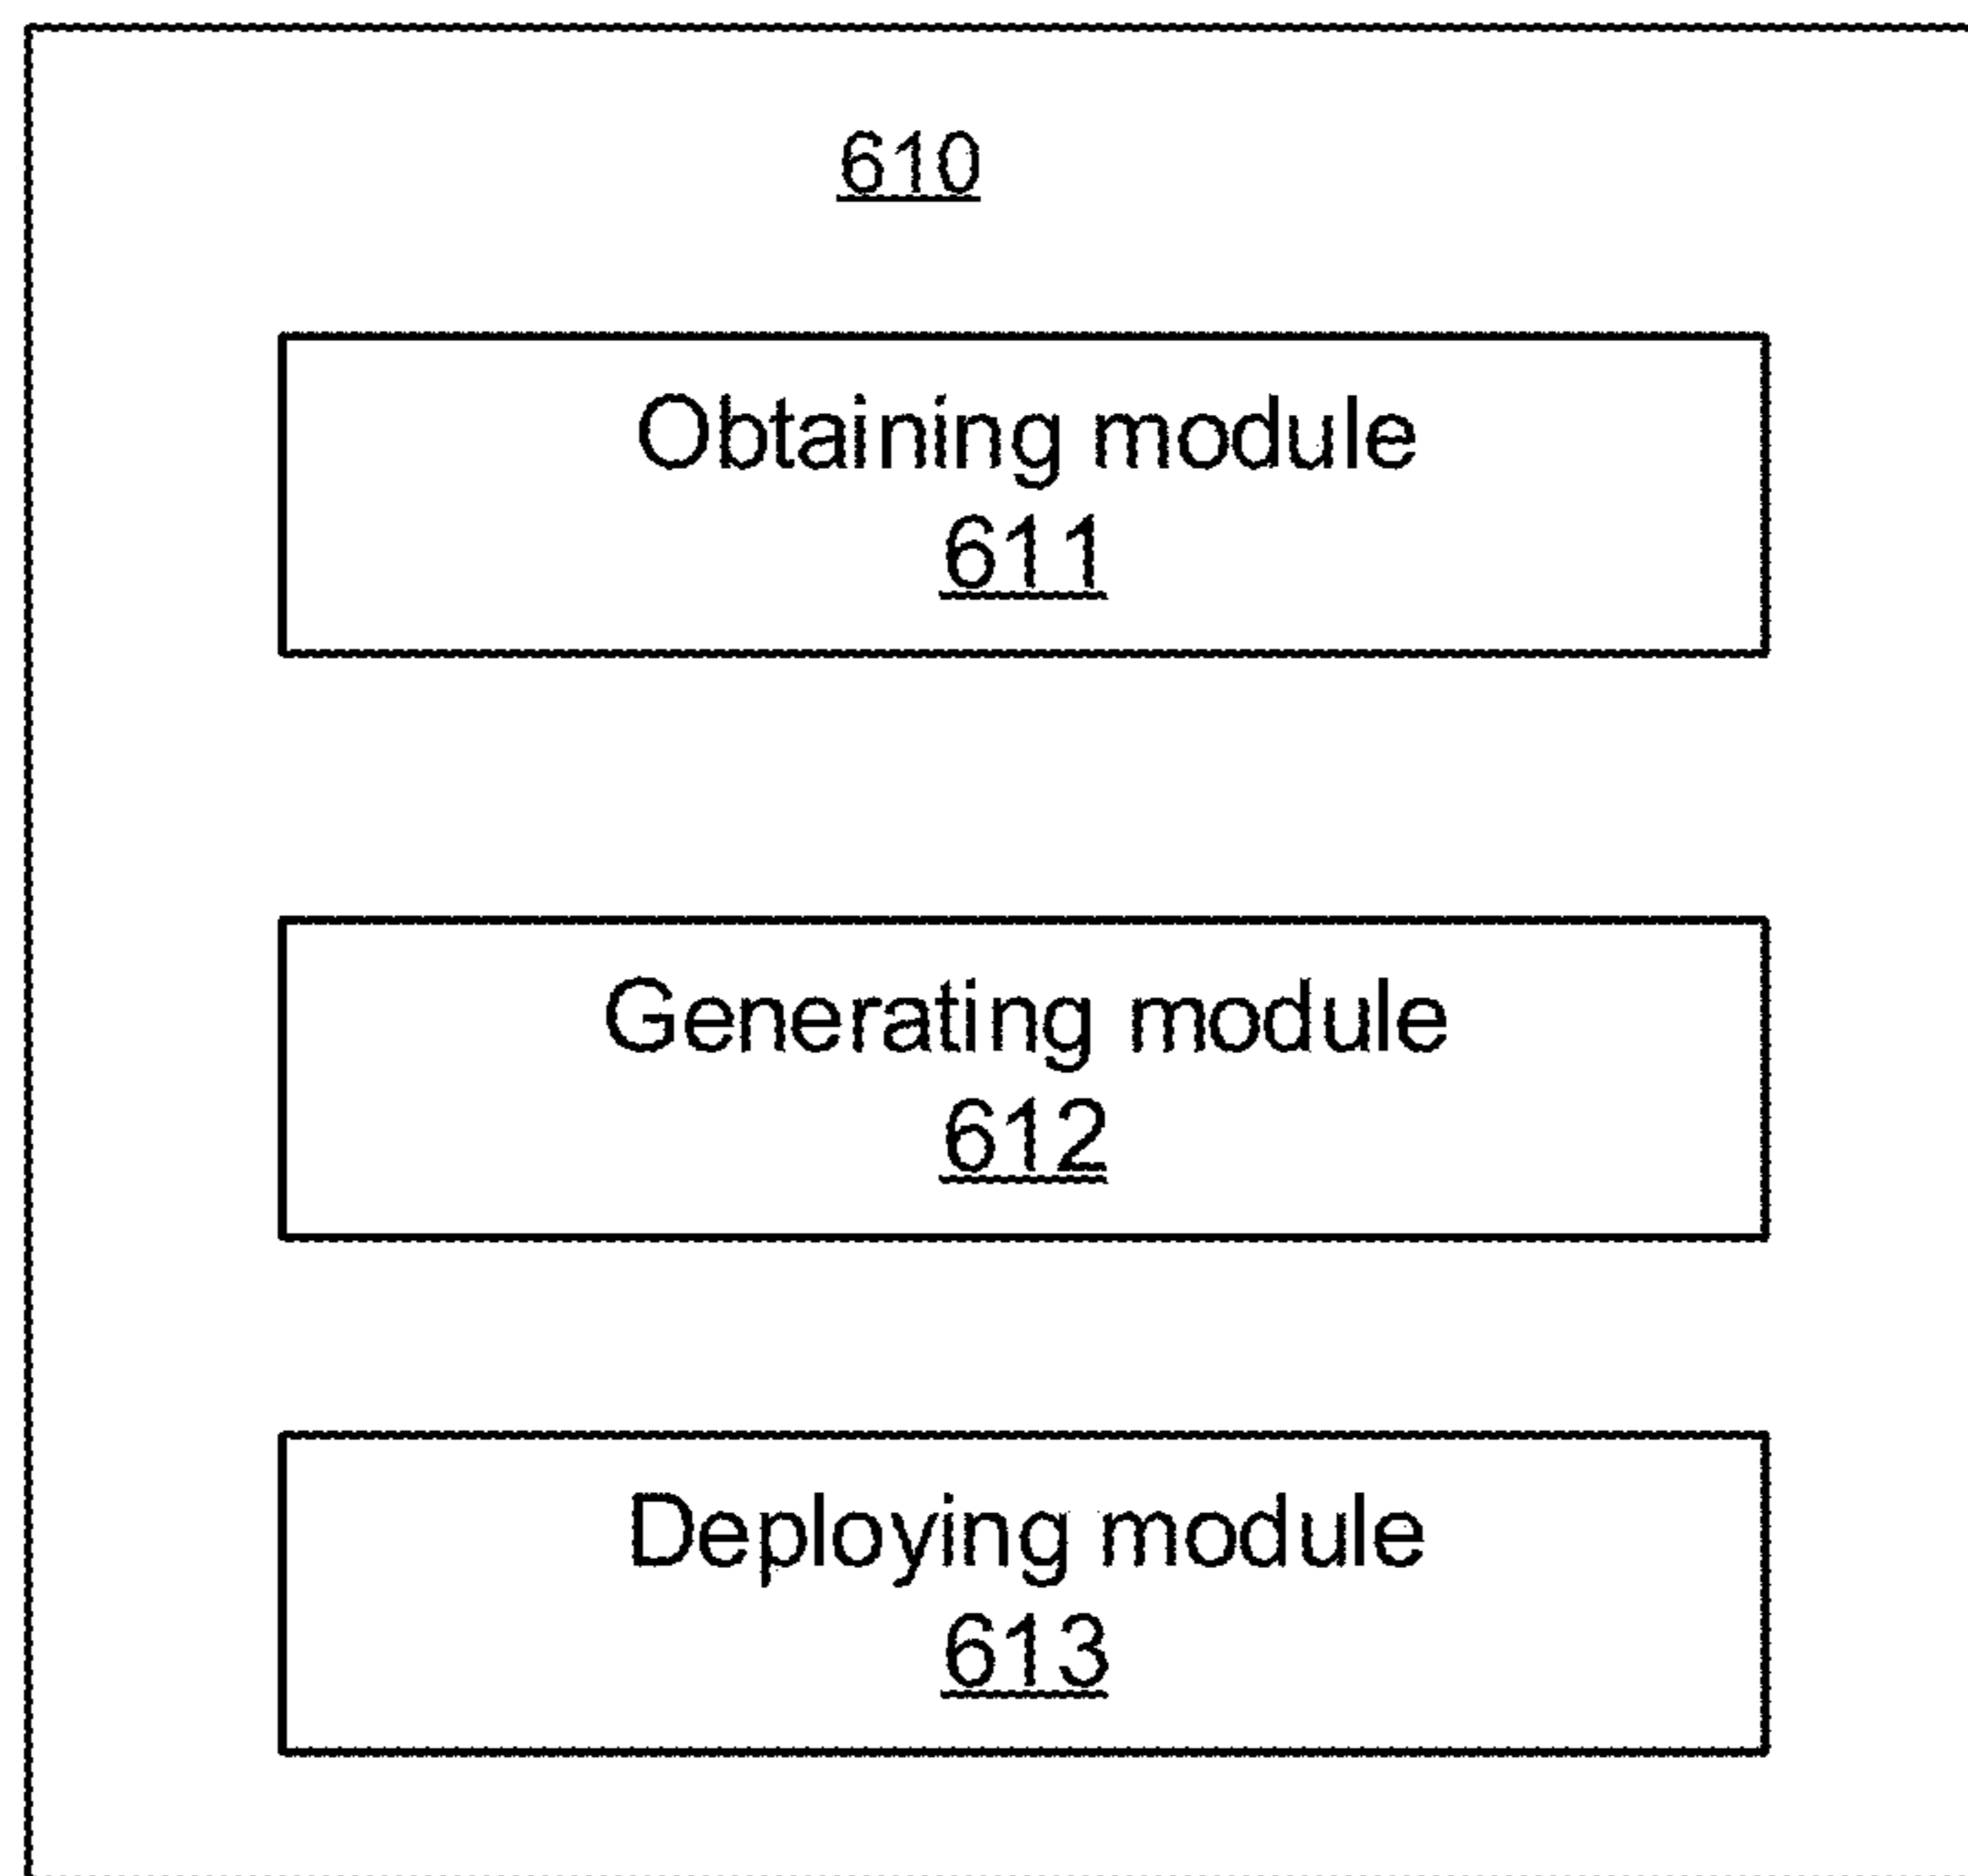 610
Obtaining module
611
Generating module
612
Deploying module
613